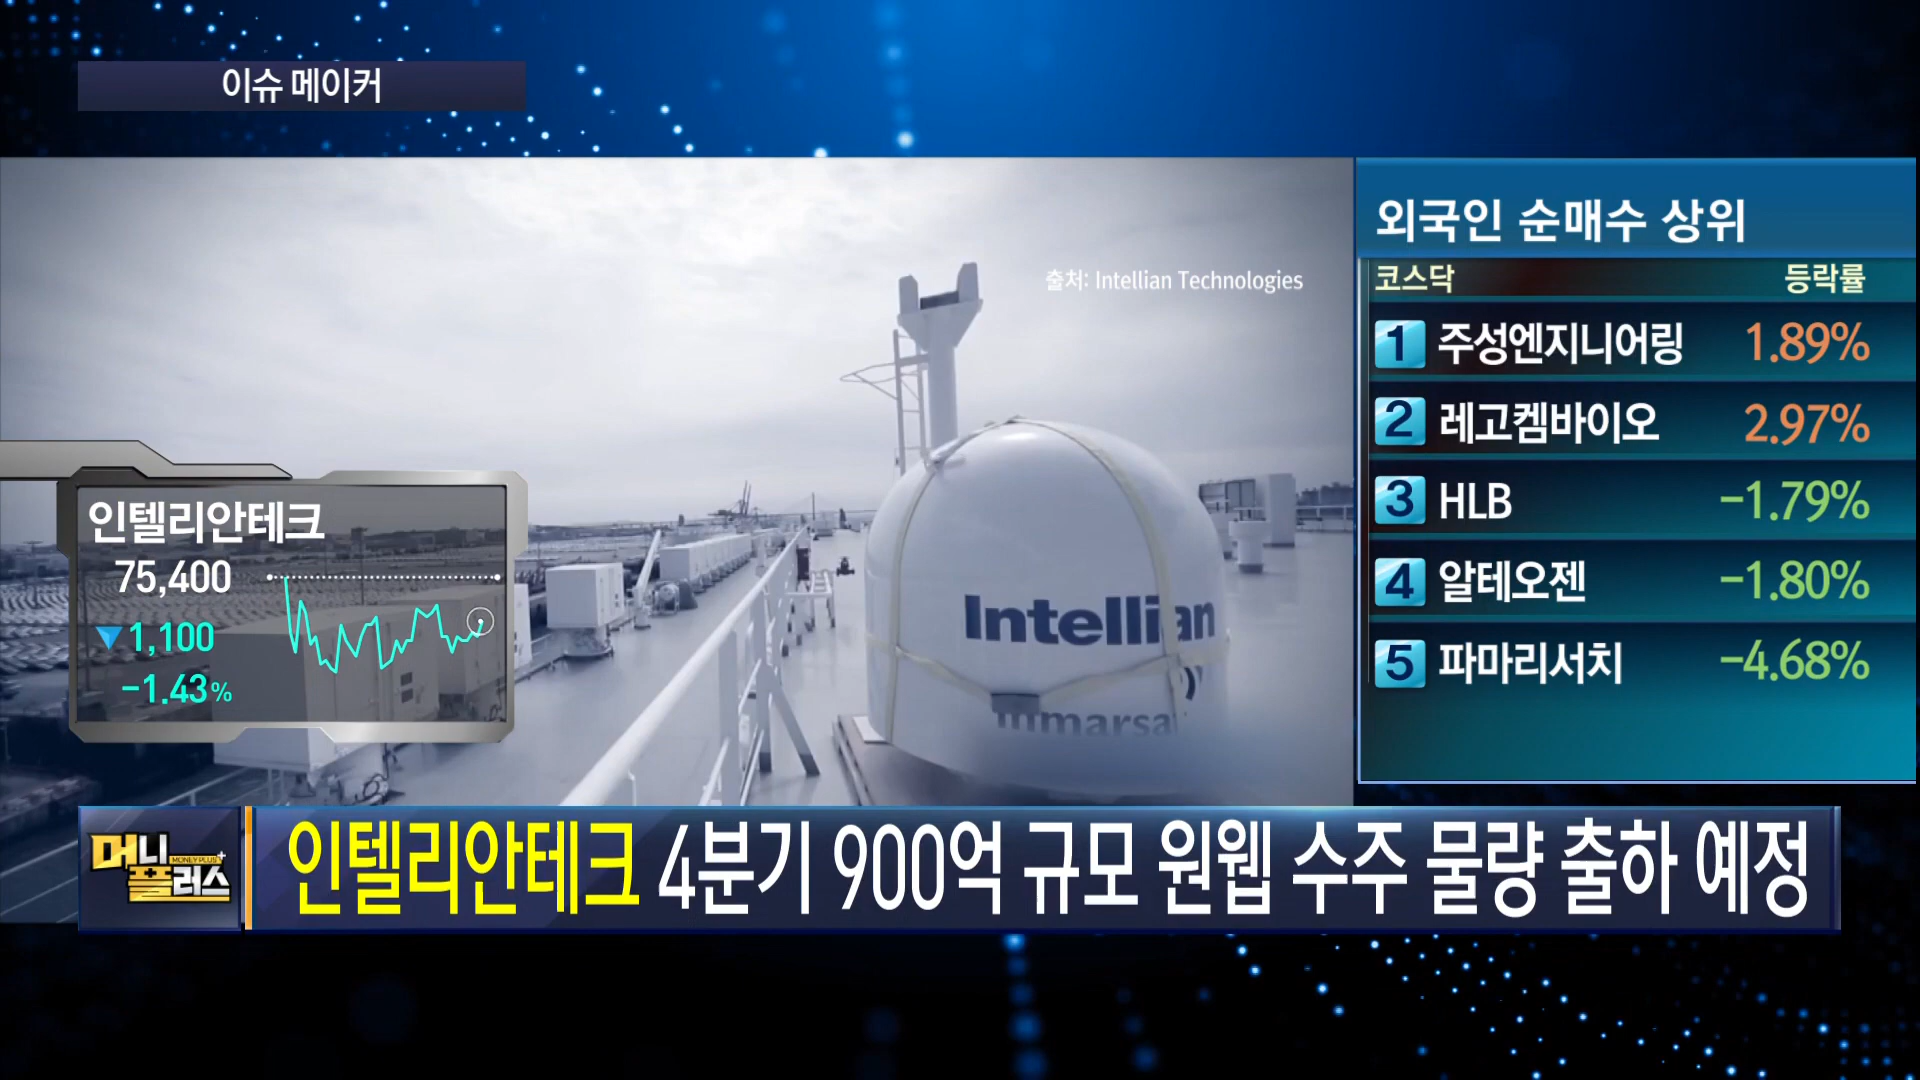 이슈 메이커
출처: Intellian Technologies
외국인 순매수 상위
코스닥 등락률
1 주성엔지니어링 1.89%
2 레고켐바이오 2.97%
3 HLB -1.79%
4 알테오젠 -1.80%
5 파마리서치 -4.68%
인텔리안테크
75,400
▼1,100
-1.43%
Intellian
inmarsat
머니
MONEY PLUS+
플러스
인텔리안테크 4분기 900억 규모 원웹 수주 물량 출하 예정